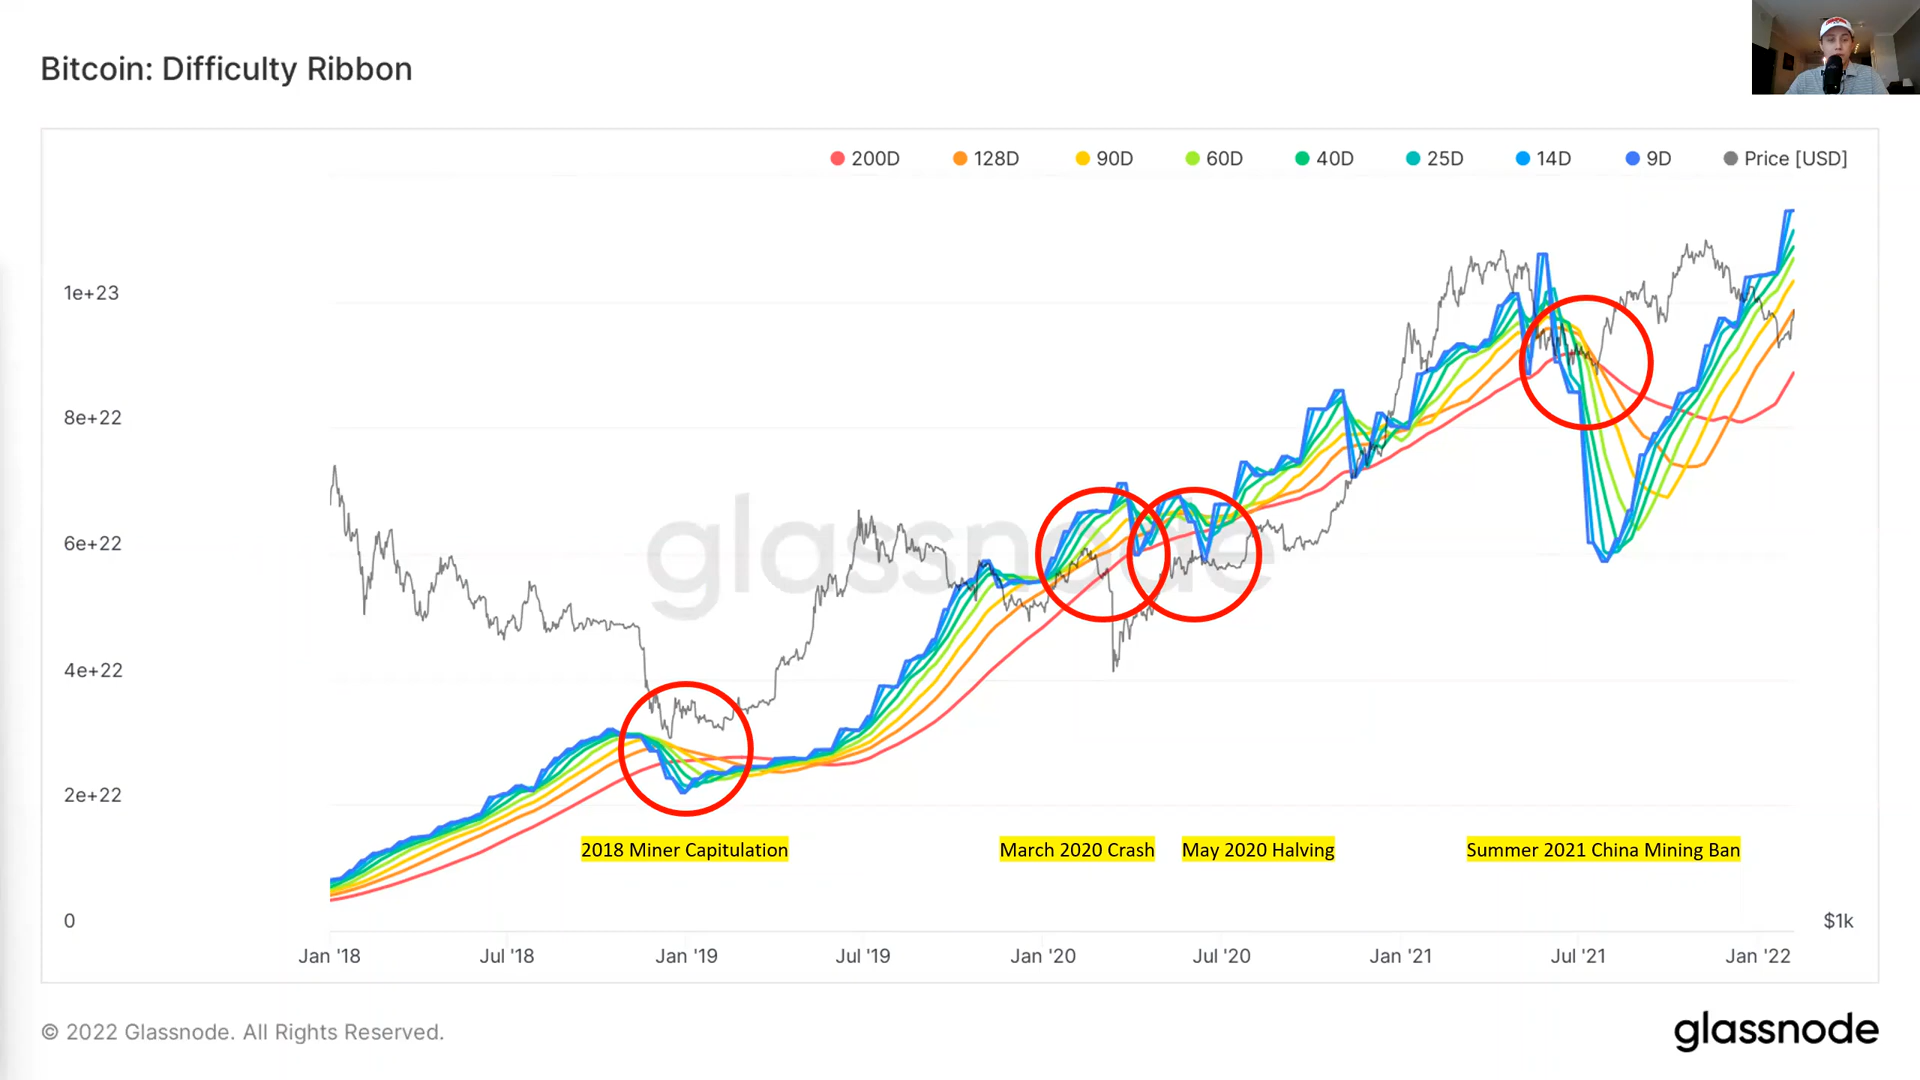 Bitcoin: Difficulty Ribbon
200D 128D 90D 60D 40D 25D 14D 9D Price [USD]
1e+23
8e+22
6e+22
4e+22
2e+22
0
$1k
glassnode
2018 Miner Capitulation
March 2020 Crash
May 2020 Halving
Summer 2021 China Mining Ban
Jan '18 Jul '18 Jan '19 Jul '19 Jan '20 Jul '20 Jan '21 Jul '21 Jan '22
© 2022 Glassnode. All Rights Reserved.
glassnode